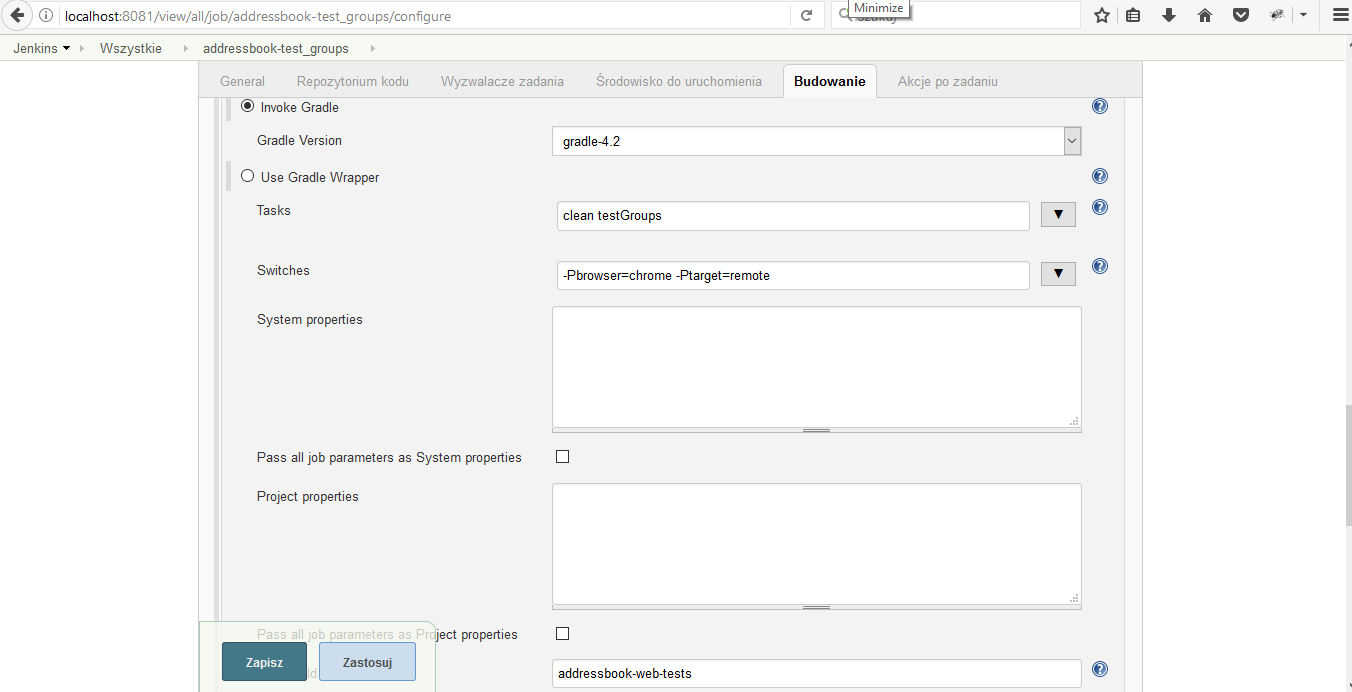 Minimize
localhost:8081/view/all/job/addressbook-test_groups/configure
Jenkins Wszystkie addressbook-test_groups
General Repozytorium kodu Wyzwalacze zadania Środowisko do uruchomienia Budowanie Akcje po zadaniu
Invoke Gradle
Gradle Version gradle-4.2
Use Gradle Wrapper
Tasks clean testGroups
Switches -Pbrowser=chrome -Ptarget=remote
System properties
Pass all job parameters as System properties
Project properties
Pass all job parameters as Project properties
Zapisz Zastosuj addressbook-web-tests